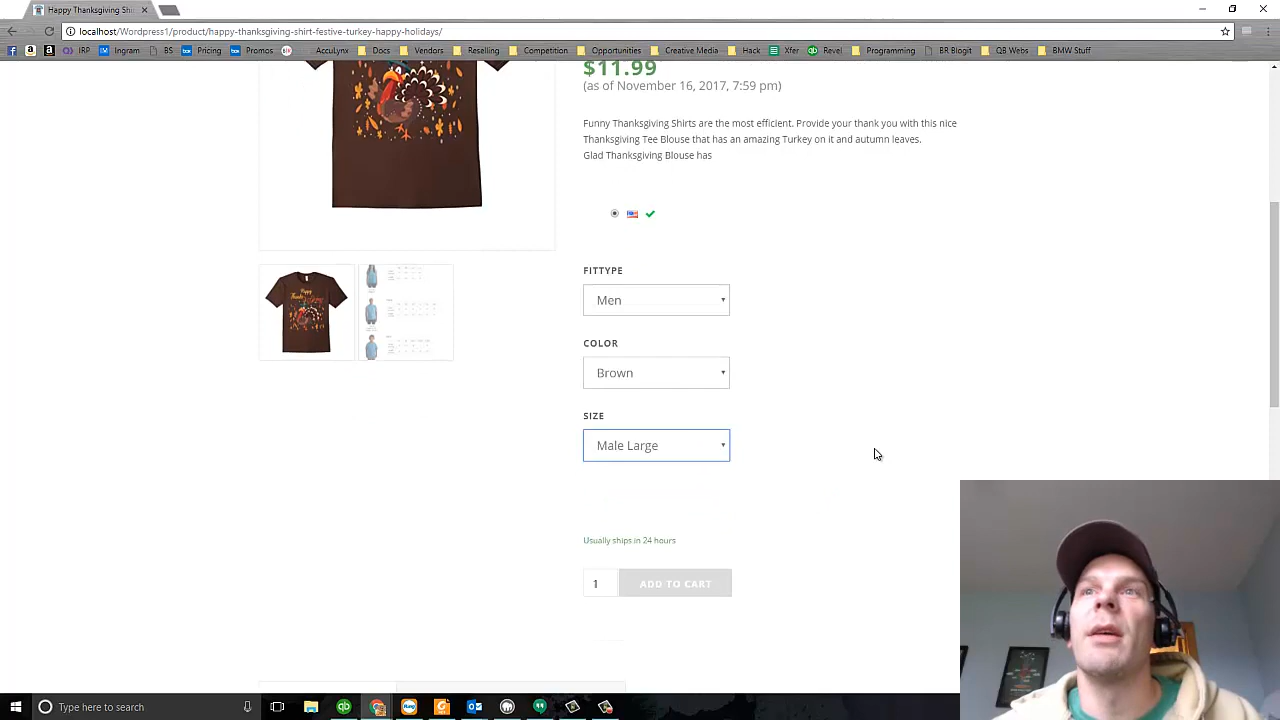 Happy Thanksgiving Shirt
localhost/Wordpress1/product/happy-thanksgiving-shirt-festive-turkey-happy-holidays/
IRP
Imgmt
BS
Pricing
Promos
Acculynx
Docs
Vendors
Reselling
Competition
Opportunities
Creative Media
Hack
Xfer
Revel
Programming
BR Blogit
QB Webs
BMW Stuff
$11.99
(as of November 16, 2017, 7:59 pm)
Funny Thanksgiving Shirts are the most efficient. Provide your thank you with this nice
Thanksgiving Tee Blouse that has an amazing Turkey on it and autumn leaves.
Glad Thanksgiving Blouse has
FITTYPE
Men
COLOR
Brown
SIZE
Male Large
Usually ships in 24 hours
1
ADD TO CART
Type here to search